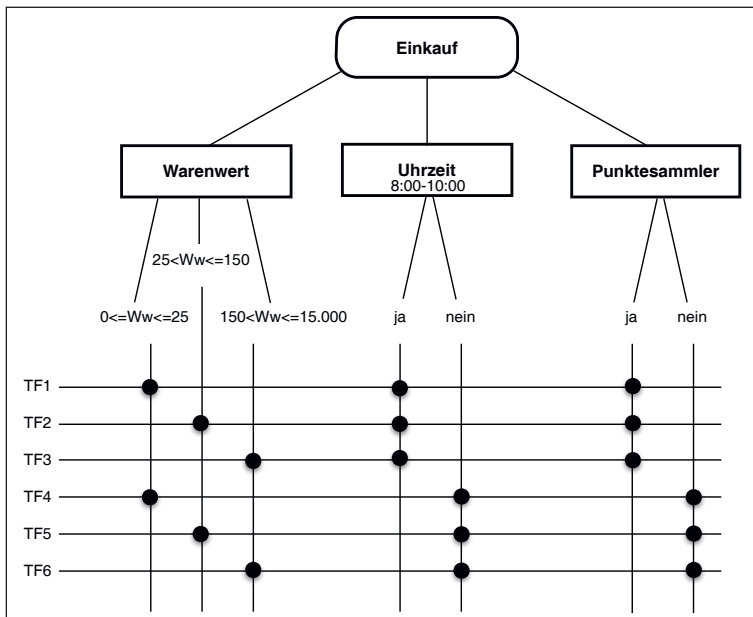 Einkauf
Warenwert
Uhrzeit
8:00-10:00
Punktesammler
25<Ww<=150
0<=Ww<=25
150<Ww<=15.000
ja
nein
ja
nein
TF1
TF2
TF3
TF4
TF5
TF6